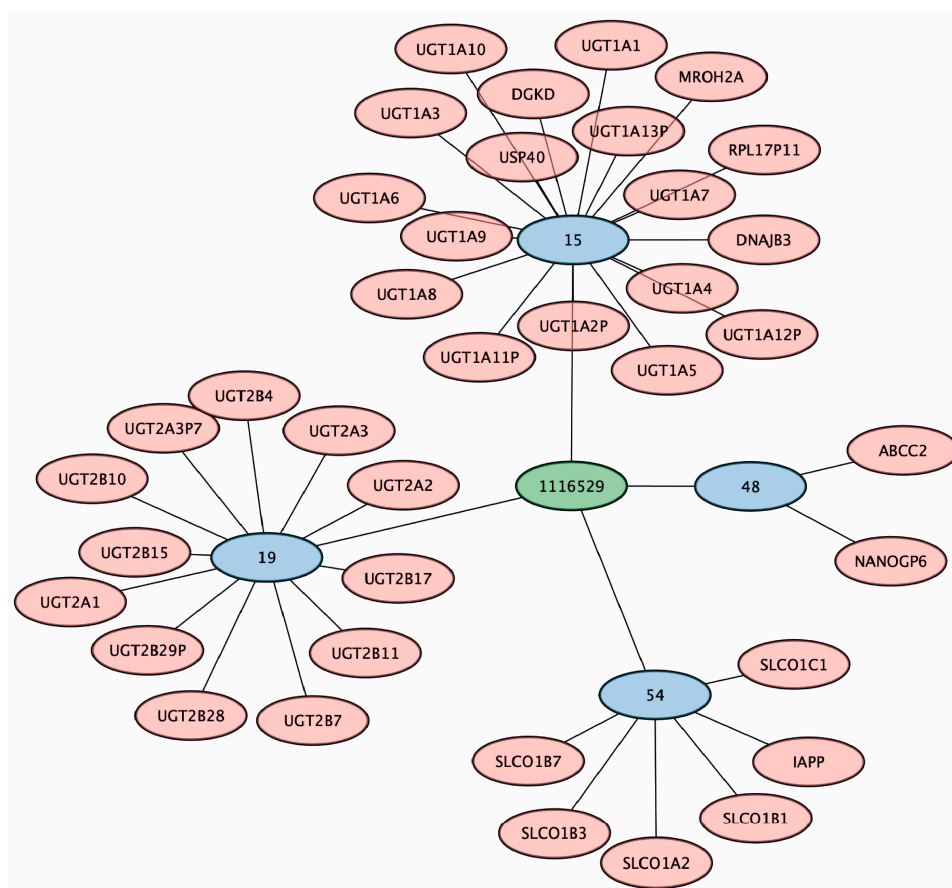 UGT1A10
UGT1A1
MROH2A
DGKD
UGT1A3
UGT1A13P
USP40
RPL17P11
UGT1A6
UGT1A7
UGT1A9
15
DNAJB3
UGT1A8
UGT1A4
UGT1A2P
UGT1A12P
UGT1A11P
UGT1A5
UGT2B4
UGT2A3P7
UGT2A3
ABCC2
UGT2B10
UGT2A2
1116529
48
UGT2B15
19
NANOGP6
UGT2B17
UGT2A1
UGT2B29P
UGT2B11
SLCO1C1
54
UGT2B28
UGT2B7
SLCO1B7
IAPP
SLCO1B3
SLCO1B1
SLCO1A2